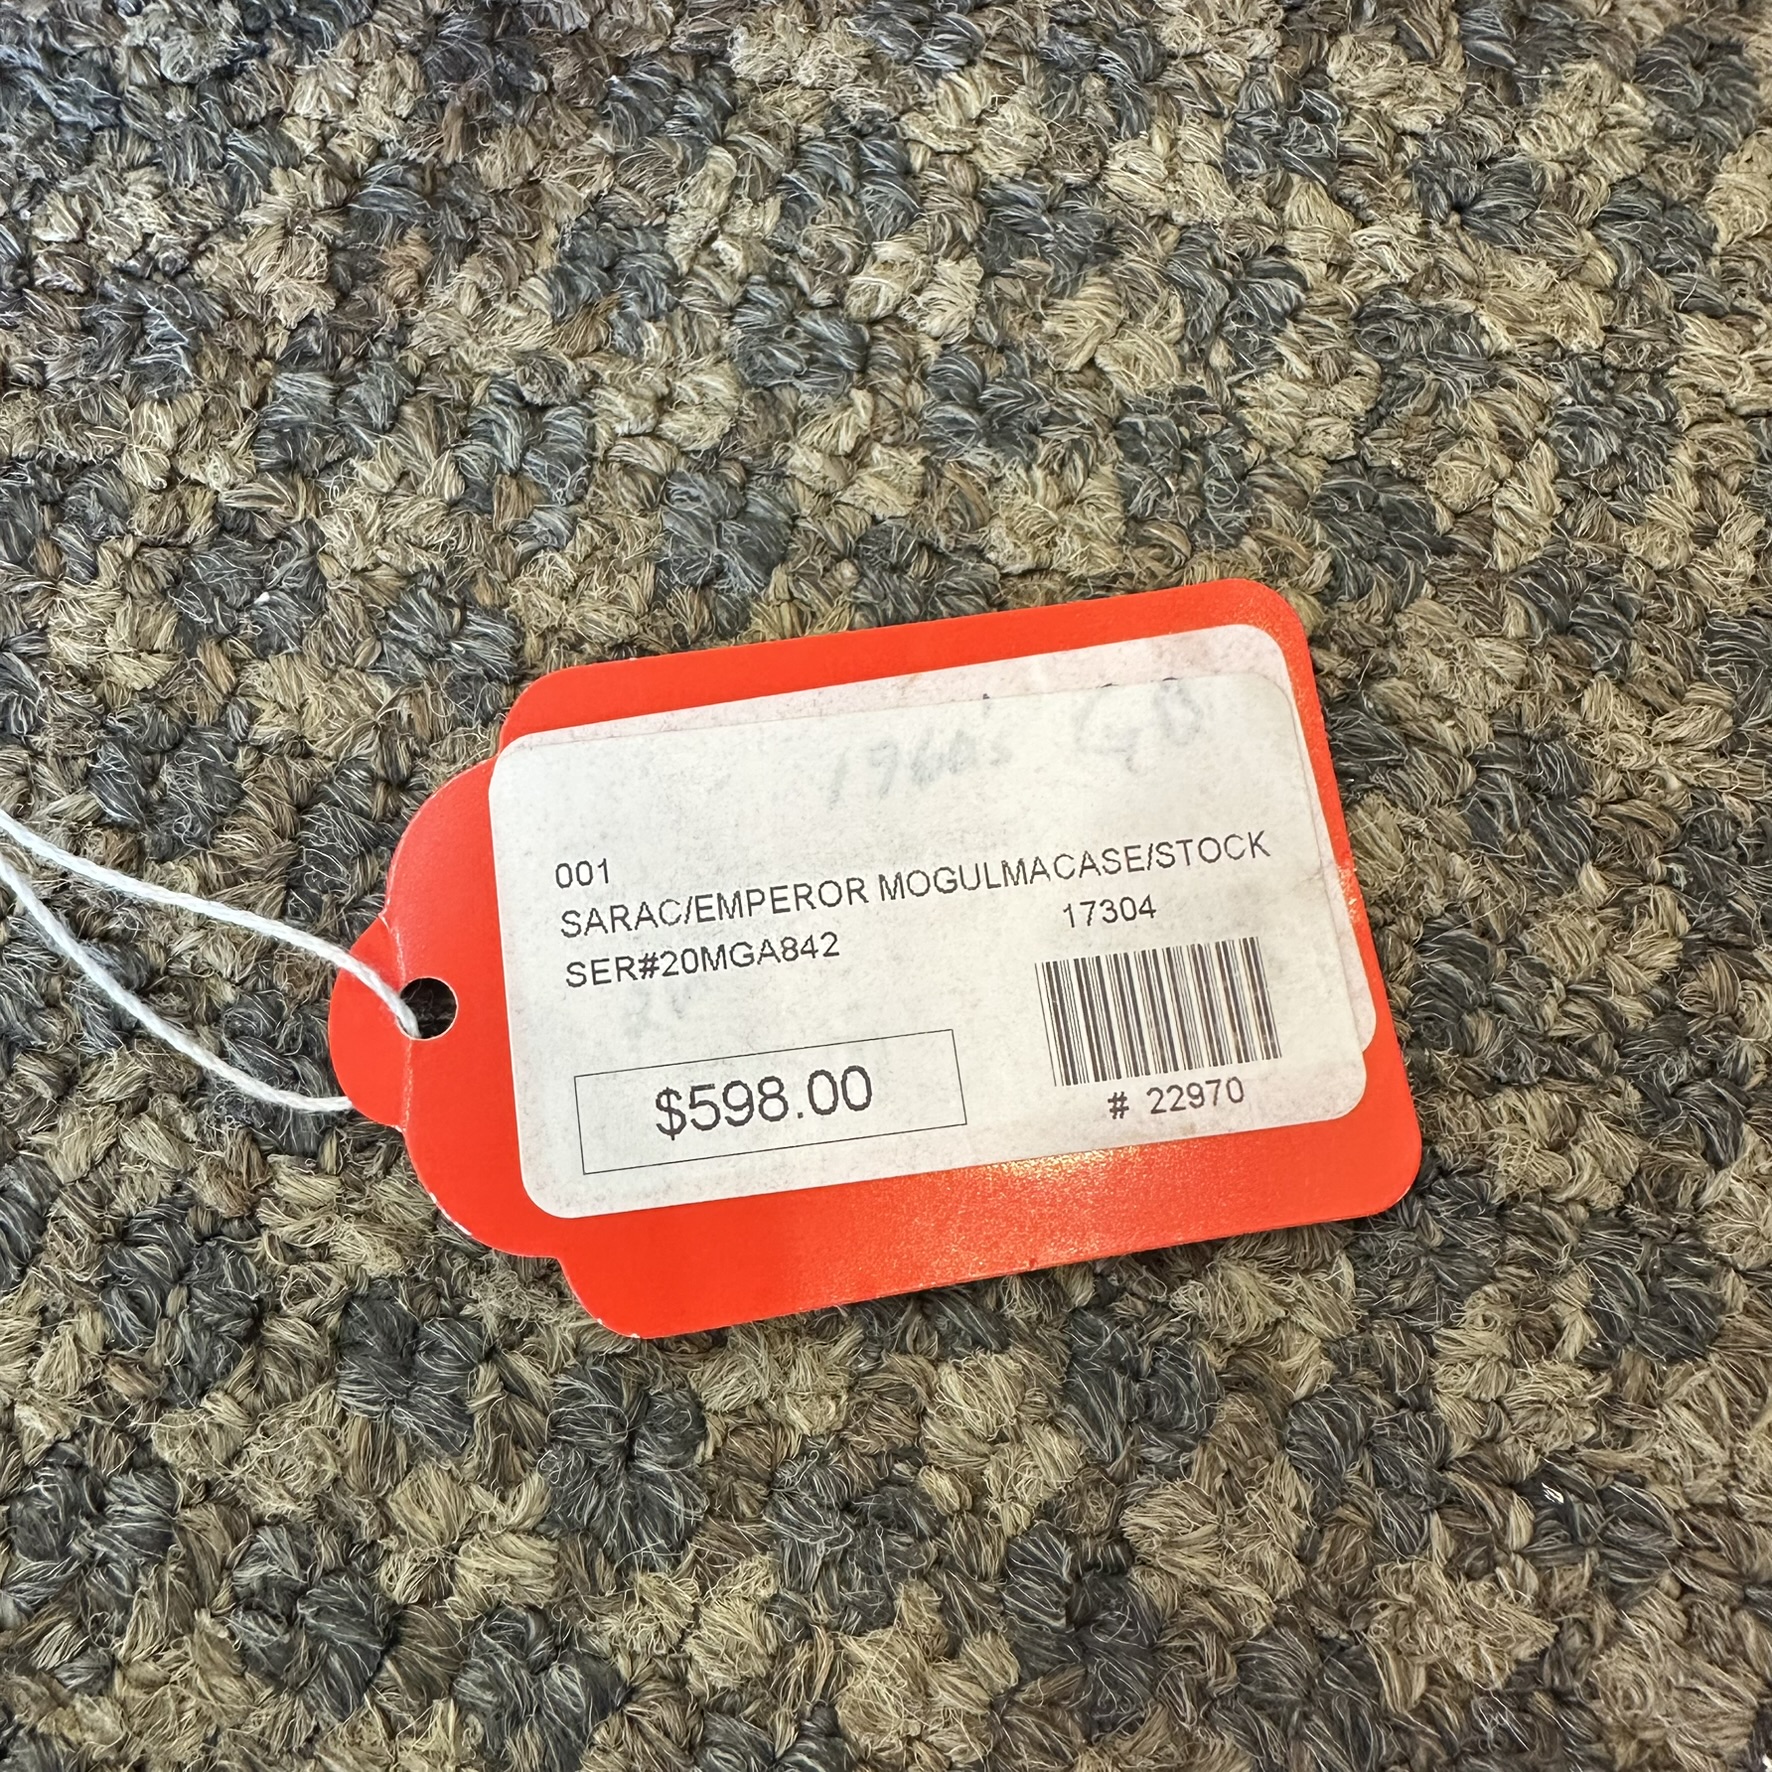 1960's
001
SARAC/EMPEROR MOGULMACASE/STOCK
SER#20MGA842
17304
$598.00
# 22970